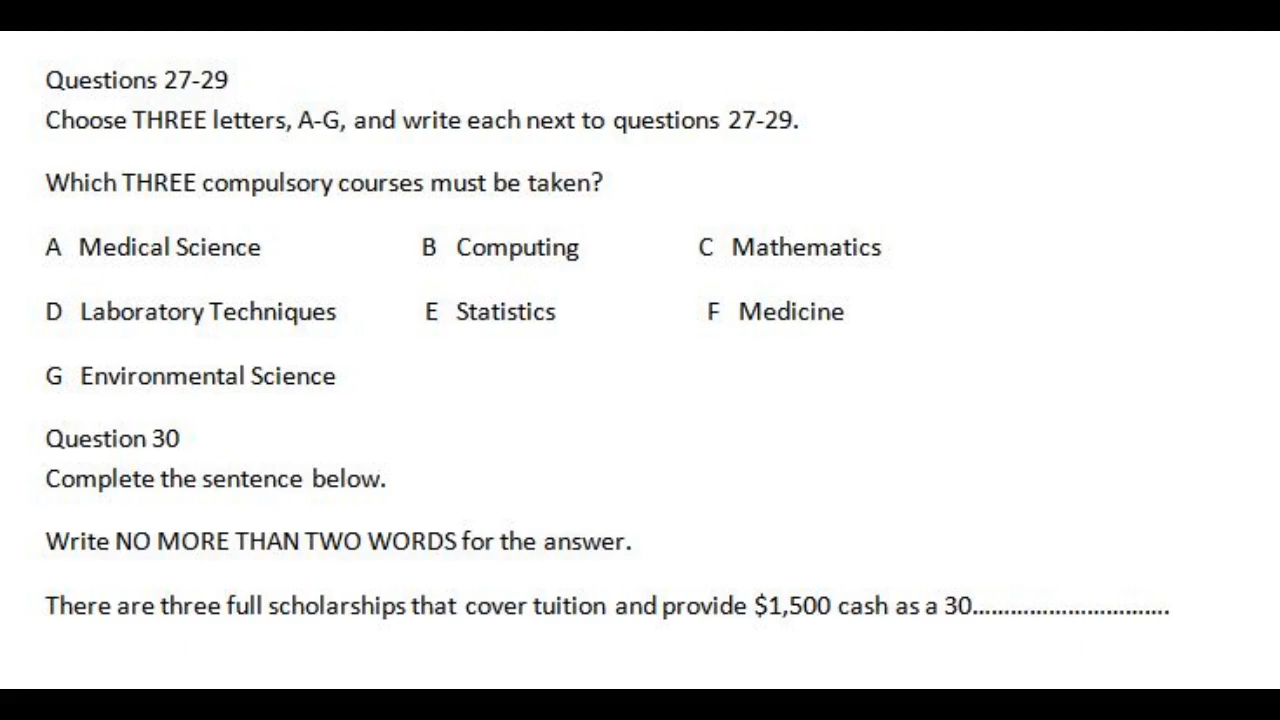 Questions 27-29
Choose THREE letters, A-G, and write each next to questions 27-29.
Which THREE compulsory courses must be taken?
A Medical Science B Computing C Mathematics
D Laboratory Techniques E Statistics F Medicine
G Environmental Science
Question 30
Complete the sentence below.
Write NO MORE THAN TWO WORDS for the answer.
There are three full scholarships that cover tuition and provide $1,500 cash as a 30...............................